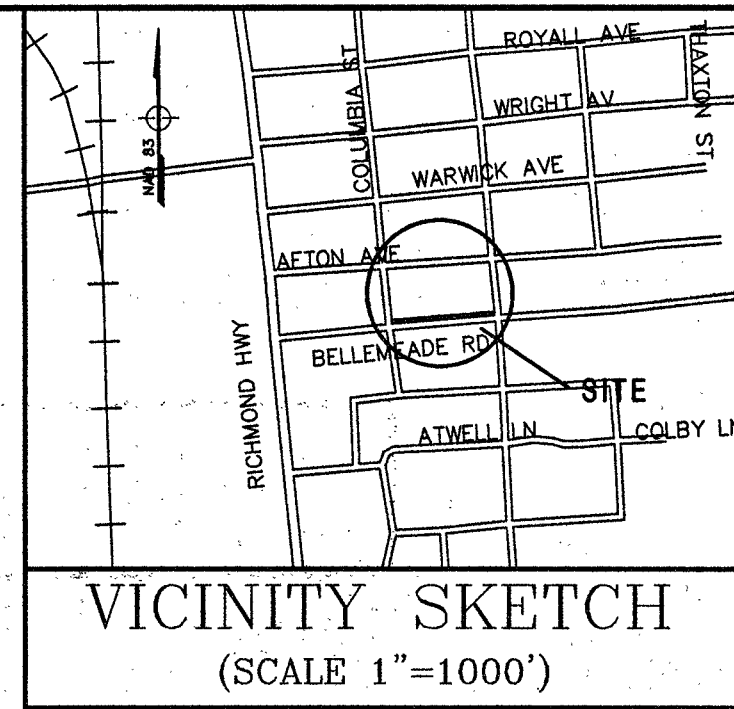 ROYALL AVE
THAXTON ST
COLUMBIA ST
WRIGHT AV
NAD 83
WARWICK AVE
AFTON AVE
BELLEMEADE RD
RICHMOND HWY
SITE
ATWELL LN
COLBY LN
VICINITY SKETCH
(SCALE 1"=1000')